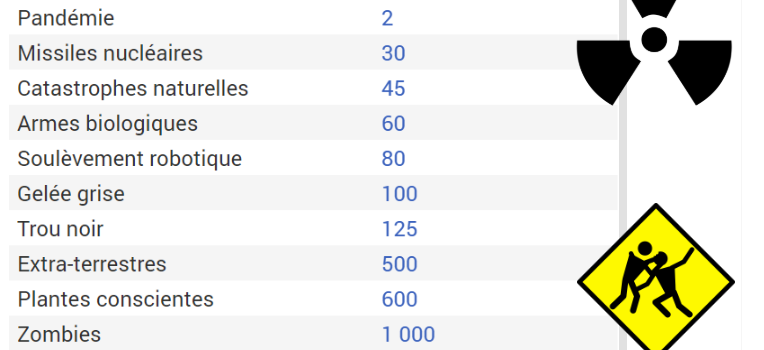 Pandémie 2
Missiles nucléaires 30
Catastrophes naturelles 45
Armes biologiques 60
Soulèvement robotique 80
Gelée grise 100
Trou noir 125
Extra-terrestres 500
Plantes conscientes 600
Zombies 1 000